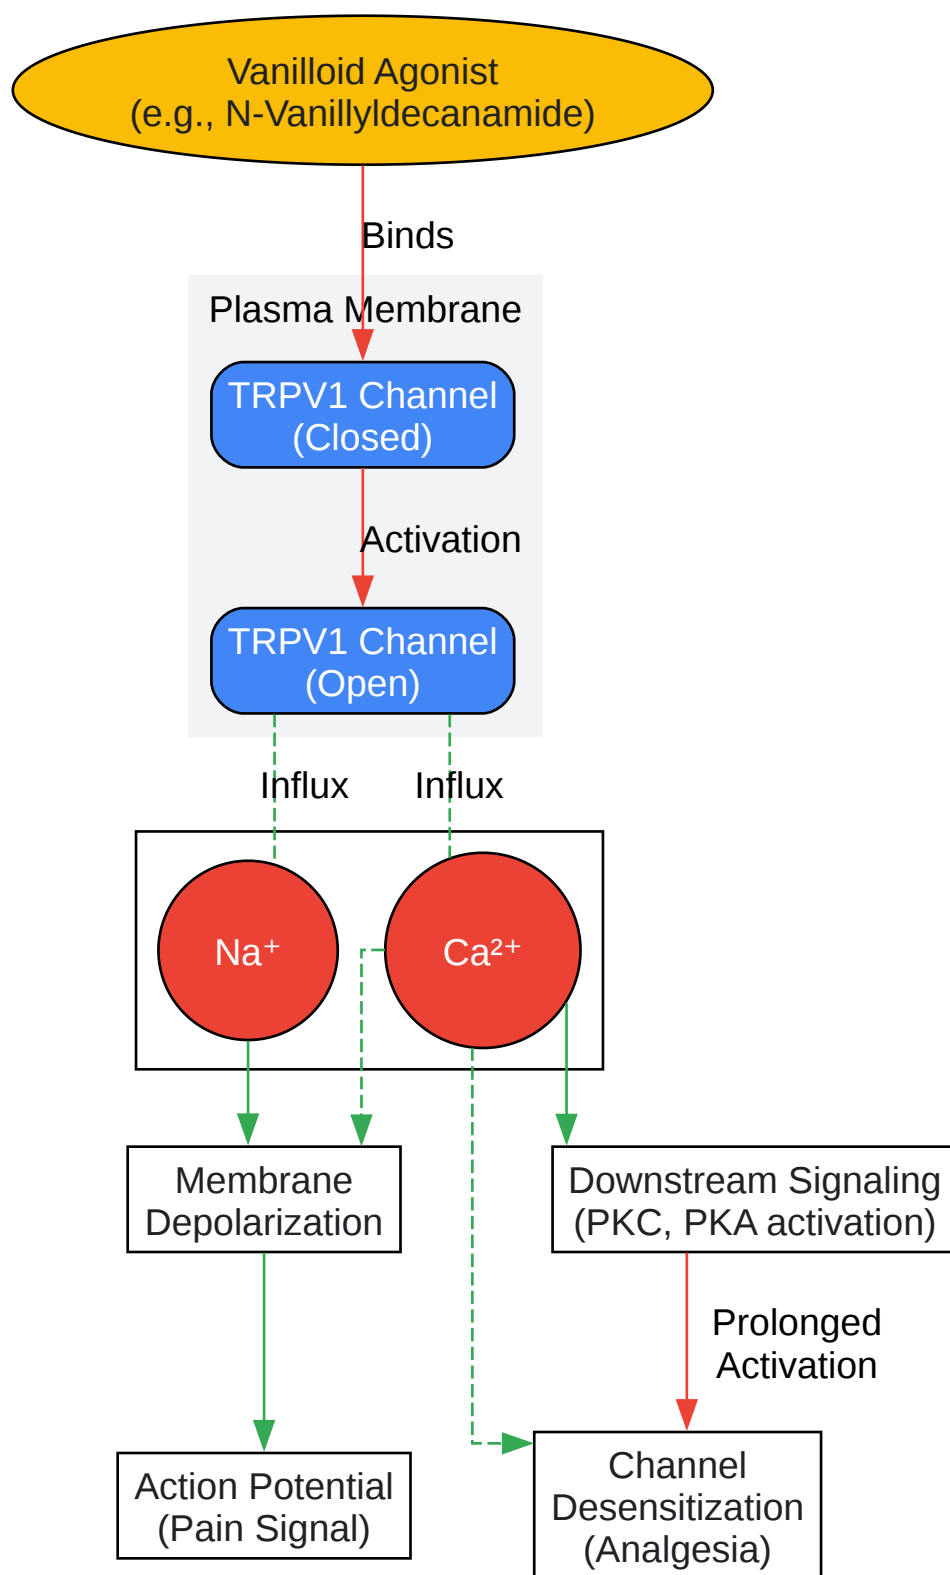 Vanilloid Agonist
(e.g., N-Vanillyldecanamide)
Binds
Plasma Membrane
TRPV1 Channel
(Closed)
Activation
TRPV1 Channel
(Open)
Influx
Influx
Na⁺
Ca²⁺
Membrane
Depolarization
Downstream Signaling
(PKC, PKA activation)
Prolonged
Activation
Action Potential
(Pain Signal)
Channel
Desensitization
(Analgesia)